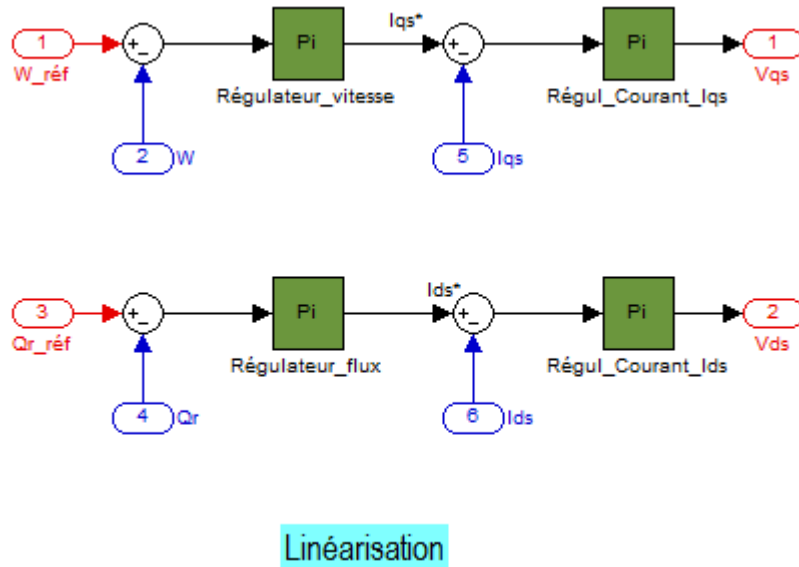 Iqs*
1
Pi
Pi
1
W_réf
Régulateur_vitesse
Régul_Courant_Iqs
Vqs
2
W
5
Iqs
Ids*
3
Pi
Pi
2
Qr_réf
Régulateur_flux
Régul_Courant_Ids
Vds
4
Qr
6
Ids
Linéarisation